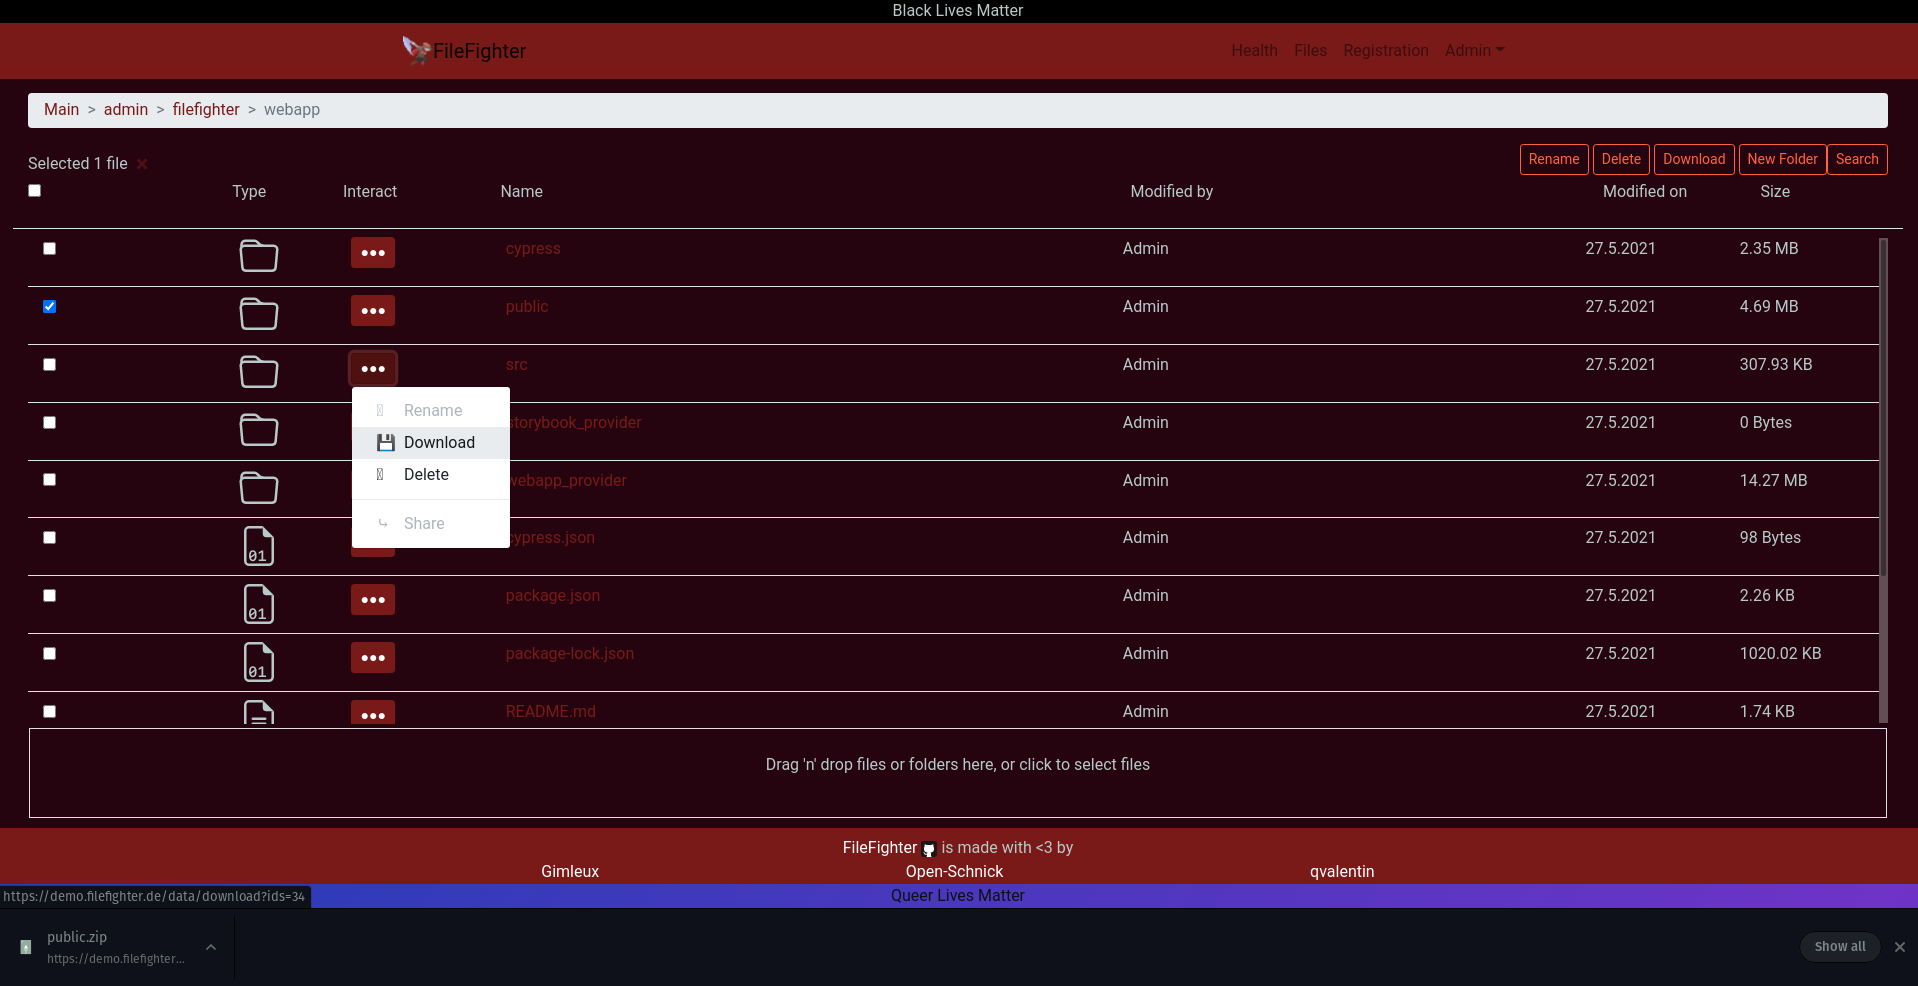 Black Lives Matter
FileFighter Health Files Registration Admin
Main > admin > filefighter > webapp
Selected 1 file Rename Delete Download New Folder Search
Type Interact Name Modified by Modified on Size
cypress Admin 27.5.2021 2.35 MB
public Admin 27.5.2021 4.69 MB
src Admin 27.5.2021 307.93 KB
Rename
storybook_provider Admin 27.5.2021 0 Bytes
Download
Delete
webapp_provider Admin 27.5.2021 14.27 MB
Share
01 cypress.json Admin 27.5.2021 98 Bytes
01 package.json Admin 27.5.2021 2.26 KB
01 package-lock.json Admin 27.5.2021 1020.02 KB
README.md Admin 27.5.2021 1.74 KB
Drag 'n' drop files or folders here, or click to select files
FileFighter is made with <3 by
Gimleux Open-Schnick qvalentin
https://demo.filefighter.de/data/download?ids=34
Queer Lives Matter
public.zip
https://demo.filefighter...
Show all